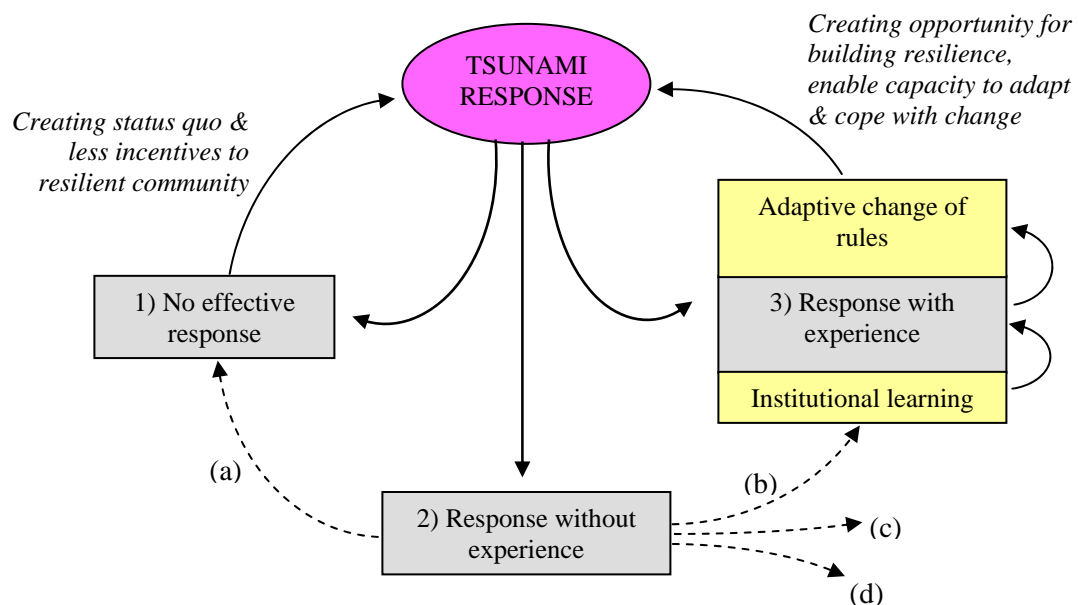 TSUNAMI
RESPONSE
Creating opportunity for
building resilience,
enable capacity to adapt
& cope with change
Creating status quo &
less incentives to
resilient community
Adaptive change of
rules
1) No effective
response
3) Response with
experience
Institutional learning
(a)
(b)
2) Response without
experience
(c)
(d)